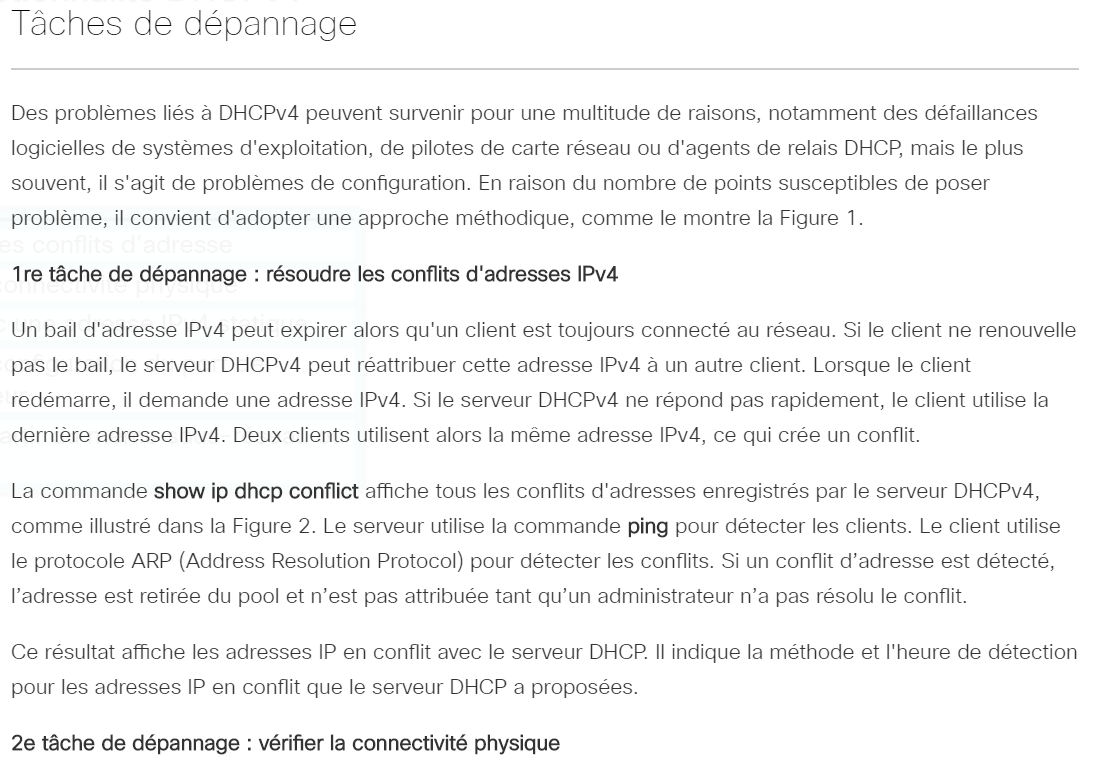 Tâches de dépannage
Des problèmes liés à DHCPv4 peuvent survenir pour une multitude de raisons, notamment des défaillances
logicielles de systèmes d'exploitation, de pilotes de carte réseau ou d'agents de relais DHCP, mais le plus
souvent, il s'agit de problèmes de configuration. En raison du nombre de points susceptibles de poser
problème, il convient d'adopter une approche méthodique, comme le montre la Figure 1.
es conflits d'adresse
1re tâche de dépannage : résoudre les conflits d'adresses IPv4
connectivité physique
Un bail d'adresse IPv4 peut expirer alors qu'un client est toujours connecté au réseau. Si le client ne renouvelle
pas le bail, le serveur DHCPv4 peut réattribuer cette adresse IPv4 à un autre client. Lorsque le client
redémarre, il demande une adresse IPv4. Si le serveur DHCPv4 ne répond pas rapidement, le client utilise la
dernière adresse IPv4. Deux clients utilisent alors la même adresse IPv4, ce qui crée un conflit.
La commande show ip dhcp conflict affiche tous les conflits d'adresses enregistrés par le serveur DHCPv4,
comme illustré dans la Figure 2. Le serveur utilise la commande ping pour détecter les clients. Le client utilise
le protocole ARP (Address Resolution Protocol) pour détecter les conflits. Si un conflit d’adresse est détecté,
l’adresse est retirée du pool et n’est pas attribuée tant qu’un administrateur n’a pas résolu le conflit.
Ce résultat affiche les adresses IP en conflit avec le serveur DHCP. Il indique la méthode et l'heure de détection
pour les adresses IP en conflit que le serveur DHCP a proposées.
2e tâche de dépannage : vérifier la connectivité physique